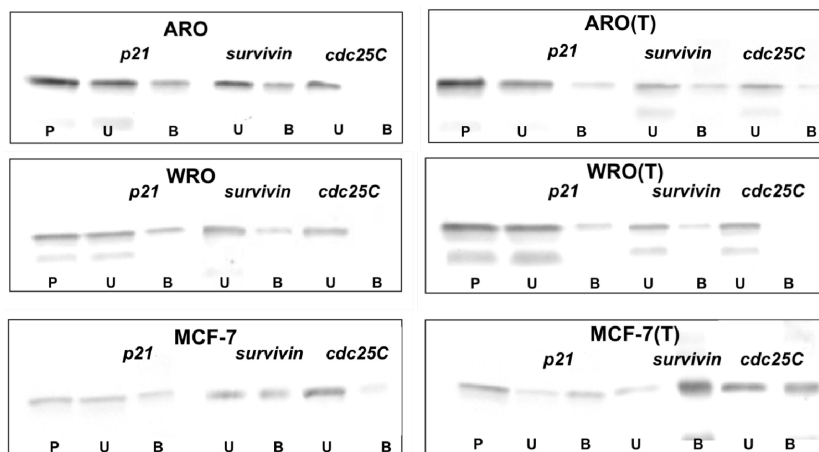 ARO
p21 survivin cdc25C
P U B U B U B
ARO(T)
p21 survivin cdc25C
P U B U B U B
WRO
p21 survivin cdc25C
P U B U B U B
WRO(T)
p21 survivin cdc25C
P U B U B U B
MCF-7
p21 survivin cdc25C
P U B U B U B
MCF-7(T)
p21 survivin cdc25C
P U B U B U B